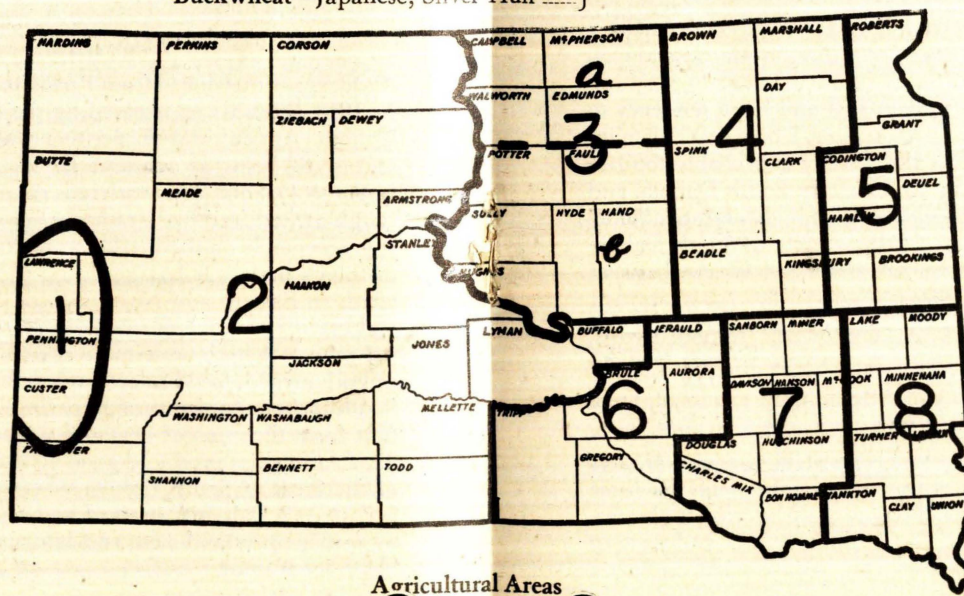 Buckwheat - Japanese, Silver Hull
HARDING PERKINS CORSON CAMPBELL McPHERSON BROWN MARSHALL ROBERTS
a
WALWORTH EDMUNDS DAY
ZIEBACH DEWEY 3 4 GRANT
POTTER FAULK SPINK CLARK CODINGTON
BUTTE 5 DEUEL
MEADE ARMSTRONG SULLY HYDE HAND HAMLIN
STANLEY b
LAWRENCE HUGHES BEADLE KINGSBURY BROOKINGS
1 2 HAAKON
PENNINGTON JONES LYMAN BUFFALO JERAULD SANBORN MINER LAKE MOODY
JACKSON
CUSTER BRULE AURORA DAVISON HANSON McCOOK MINNEHAHA
WASHINGTON WASHABAUGH MELLETTE TRIPP 6 7 8
FALL RIVER DOUGLAS HUTCHINSON TURNER LINCOLN
SHANNON BENNETT TODD GREGORY CHARLES MIX
BON HOMME YANKTON CLAY UNION
Agricultural Areas